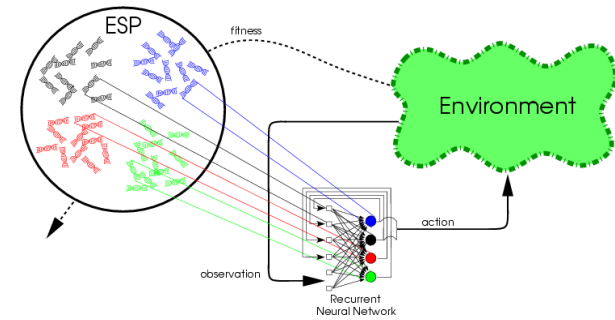 ESP
fitness
Environment
action
observation
Recurrent
Neural Network